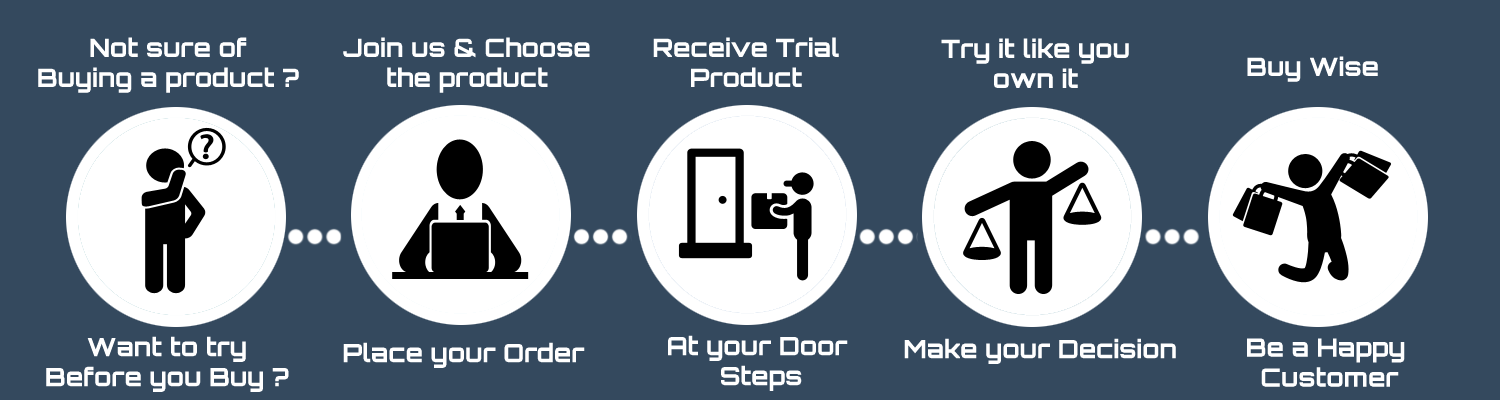 Not sure of
Buying a product ?
Join us & Choose
the product
Receive Trial
Product
Try it like you
own it
Buy Wise
?
Want to try
Before you Buy ?
Place your Order
At your Door
Steps
Make your Decision
Be a Happy
Customer